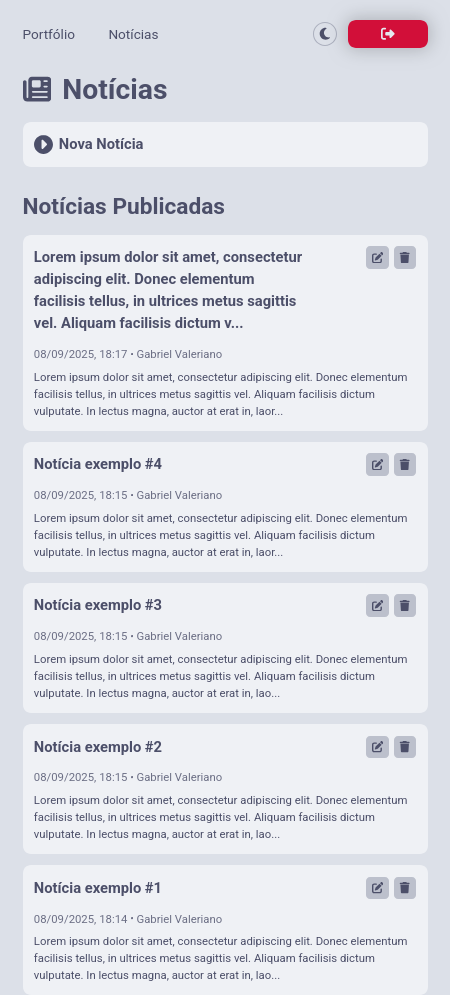 Portfólio Notícias
Notícias
Nova Notícia
Notícias Publicadas
Lorem ipsum dolor sit amet, consectetur
adipiscing elit. Donec elementum
facilisis tellus, in ultrices metus sagittis
vel. Aliquam facilisis dictum v...
08/09/2025, 18:17 • Gabriel Valeriano
Lorem ipsum dolor sit amet, consectetur adipiscing elit. Donec elementum
facilisis tellus, in ultrices metus sagittis vel. Aliquam facilisis dictum
vulputate. In lectus magna, auctor at erat in, laor...
Notícia exemplo #4
08/09/2025, 18:15 • Gabriel Valeriano
Lorem ipsum dolor sit amet, consectetur adipiscing elit. Donec elementum
facilisis tellus, in ultrices metus sagittis vel. Aliquam facilisis dictum
vulputate. In lectus magna, auctor at erat in, laor...
Notícia exemplo #3
08/09/2025, 18:15 • Gabriel Valeriano
Lorem ipsum dolor sit amet, consectetur adipiscing elit. Donec elementum
facilisis tellus, in ultrices metus sagittis vel. Aliquam facilisis dictum
vulputate. In lectus magna, auctor at erat in, lao...
Notícia exemplo #2
08/09/2025, 18:15 • Gabriel Valeriano
Lorem ipsum dolor sit amet, consectetur adipiscing elit. Donec elementum
facilisis tellus, in ultrices metus sagittis vel. Aliquam facilisis dictum
vulputate. In lectus magna, auctor at erat in, lao...
Notícia exemplo #1
08/09/2025, 18:14 • Gabriel Valeriano
Lorem ipsum dolor sit amet, consectetur adipiscing elit. Donec elementum
facilisis tellus, in ultrices metus sagittis vel. Aliquam facilisis dictum
vulputate. In lectus magna, auctor at erat in, lao...